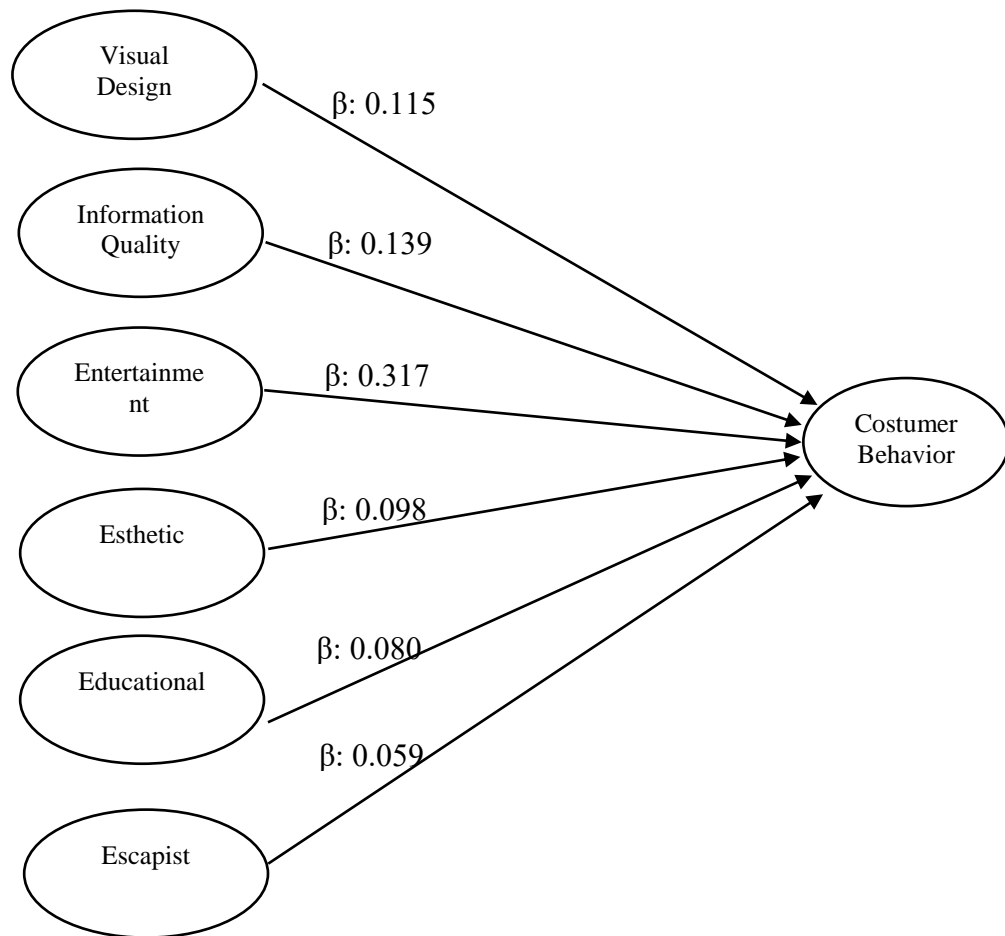 Visual
Design
β: 0.115
Information
Quality
β: 0.139
Entertainme
nt
β: 0.317
Costumer
Behavior
Esthetic
β: 0.098
Educational
β: 0.080
Escapist
β: 0.059